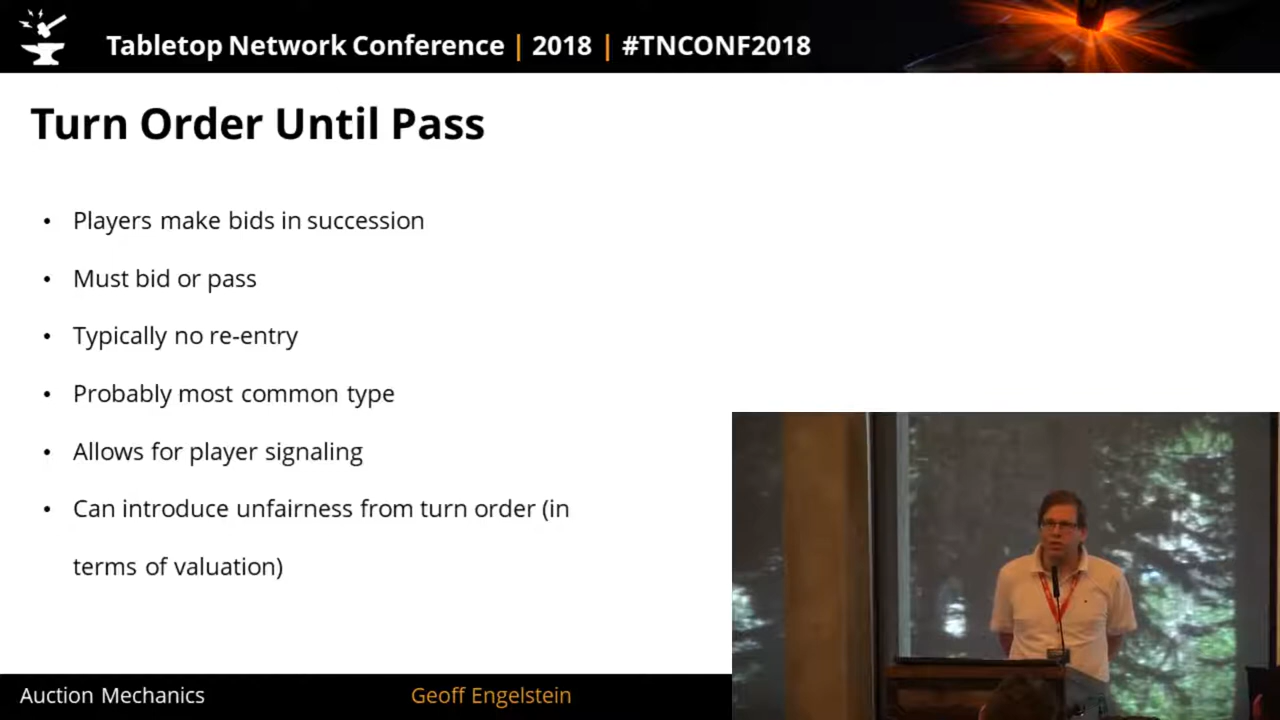 Tabletop Network Conference | 2018 | #TNCONF2018
Turn Order Until Pass
• Players make bids in succession
• Must bid or pass
• Typically no re-entry
• Probably most common type
• Allows for player signaling
• Can introduce unfairness from turn order (in
terms of valuation)
Auction Mechanics
Geoff Engelstein